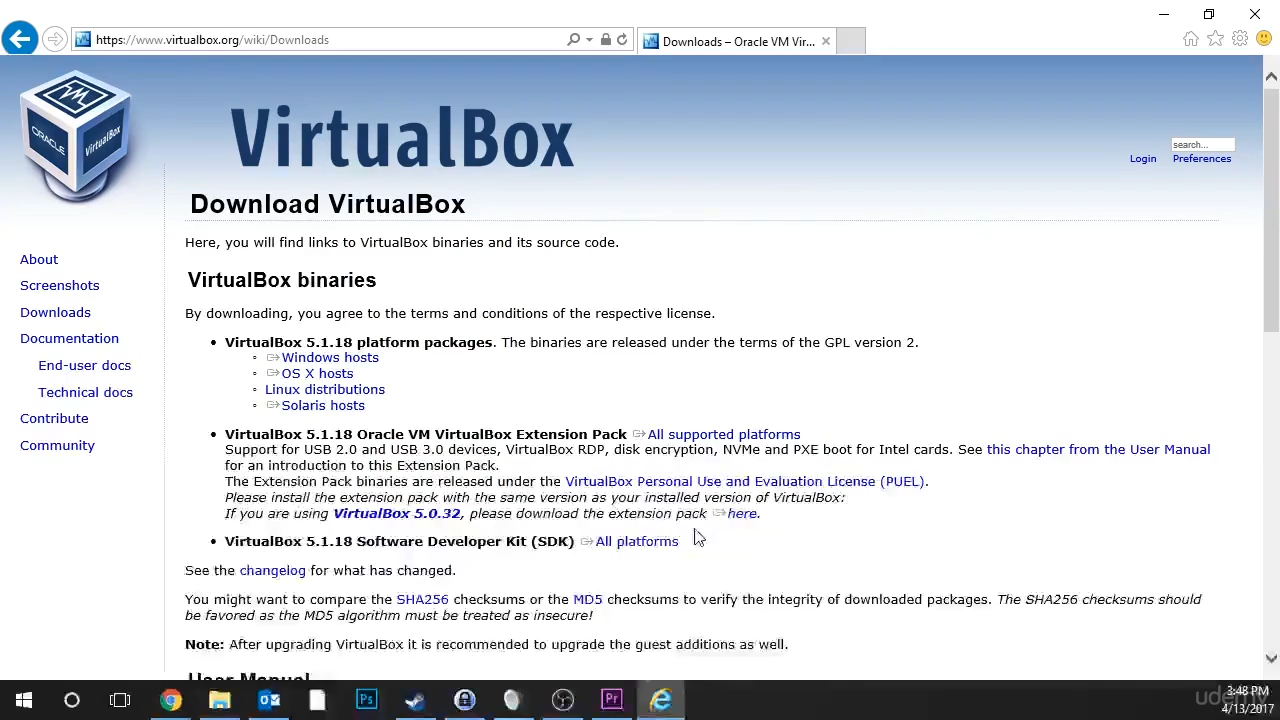 https://www.virtualbox.org/wiki/Downloads
Downloads – Oracle VM Vir...
ORACLE
VirtualBox
VirtualBox
search...
Login
Preferences
Download VirtualBox
Here, you will find links to VirtualBox binaries and its source code.
About
Screenshots
Downloads
Documentation
End-user docs
Technical docs
Contribute
Community
VirtualBox binaries
By downloading, you agree to the terms and conditions of the respective license.
• VirtualBox 5.1.18 platform packages. The binaries are released under the terms of the GPL version 2.
Windows hosts
OS X hosts
Linux distributions
Solaris hosts
• VirtualBox 5.1.18 Oracle VM VirtualBox Extension Pack All supported platforms
Support for USB 2.0 and USB 3.0 devices, VirtualBox RDP, disk encryption, NVMe and PXE boot for Intel cards. See this chapter from the User Manual
for an introduction to this Extension Pack.
The Extension Pack binaries are released under the VirtualBox Personal Use and Evaluation License (PUEL).
Please install the extension pack with the same version as your installed version of VirtualBox:
If you are using VirtualBox 5.0.32, please download the extension pack here.
• VirtualBox 5.1.18 Software Developer Kit (SDK) All platforms
See the changelog for what has changed.
You might want to compare the SHA256 checksums or the MD5 checksums to verify the integrity of downloaded packages. The SHA256 checksums should
be favored as the MD5 algorithm must be treated as insecure!
Note: After upgrading VirtualBox it is recommended to upgrade the guest additions as well.
User Manual
Ps
Pr
udemy
3:48 PM
4/13/2017